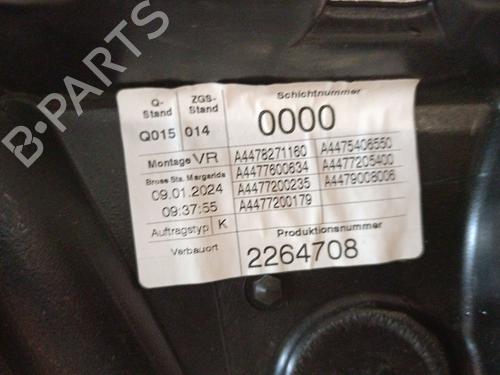 B-PARTS
Q-Stand ZGS-Stand Schichtnummer
Q015 014 0000
Montage VR A4478271160 A4475406550
Brose Sta. Margarida A4477600634 A4477205400
09.01.2024 A4477200235 A4479008006
09:37:55 A4477200179
Auftragstyp K Produktionsnummer
Verbauort 2264708